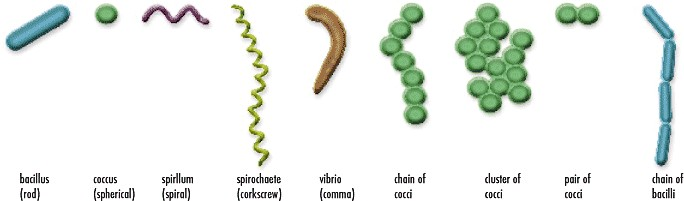 bacillus
(rod)
coccus
(spherical)
spirllum
(spiral)
spirochaete
(corkscrew)
vibrio
(comma)
chain of
cocci
cluster of
cocci
pair of
cocci
chain of
bacilli